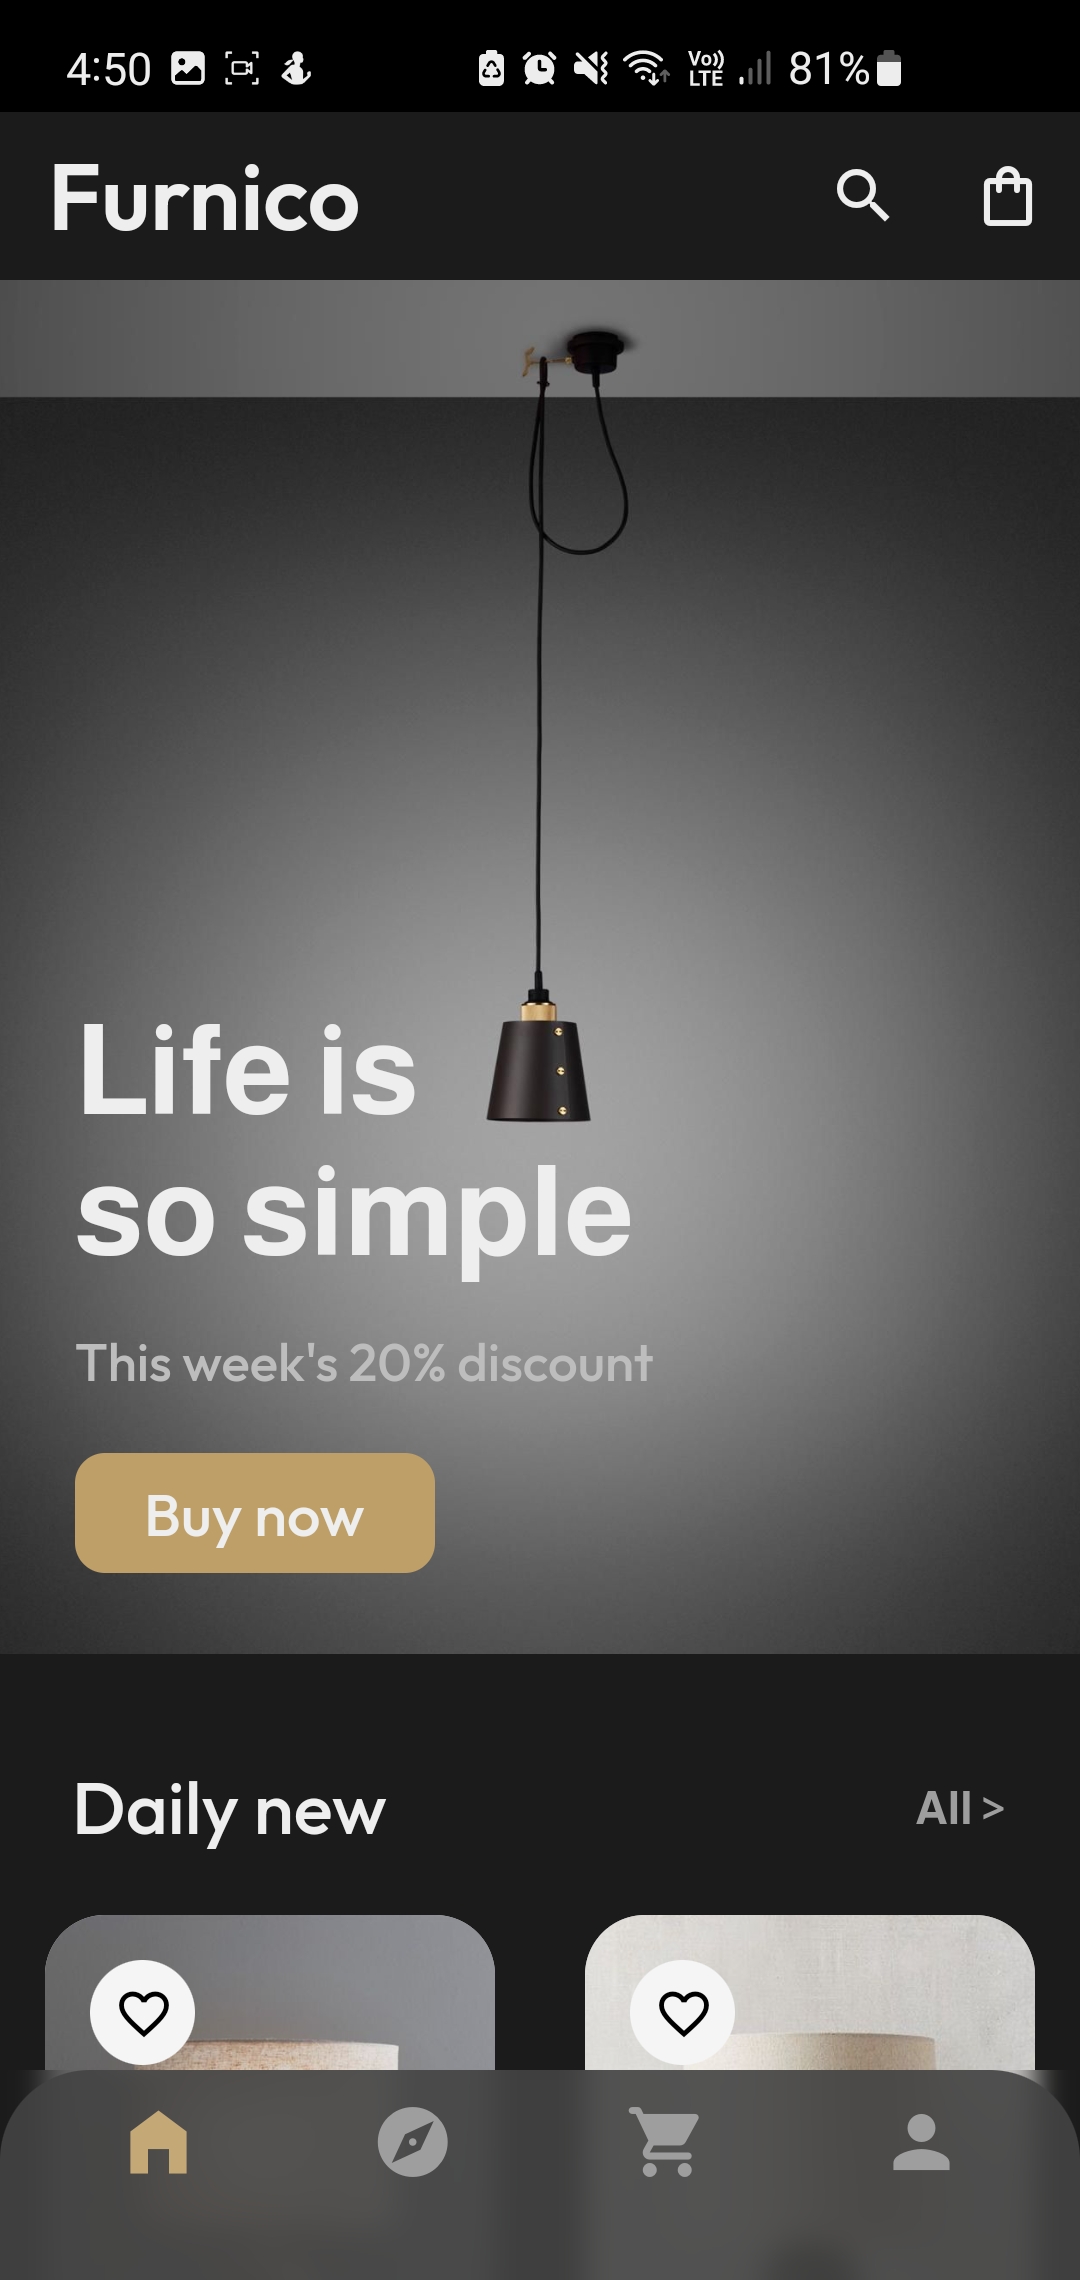 4:50
Vo)) LTE 81%
Furnico
Life is
so simple
This week's 20% discount
Buy now
Daily new
All >